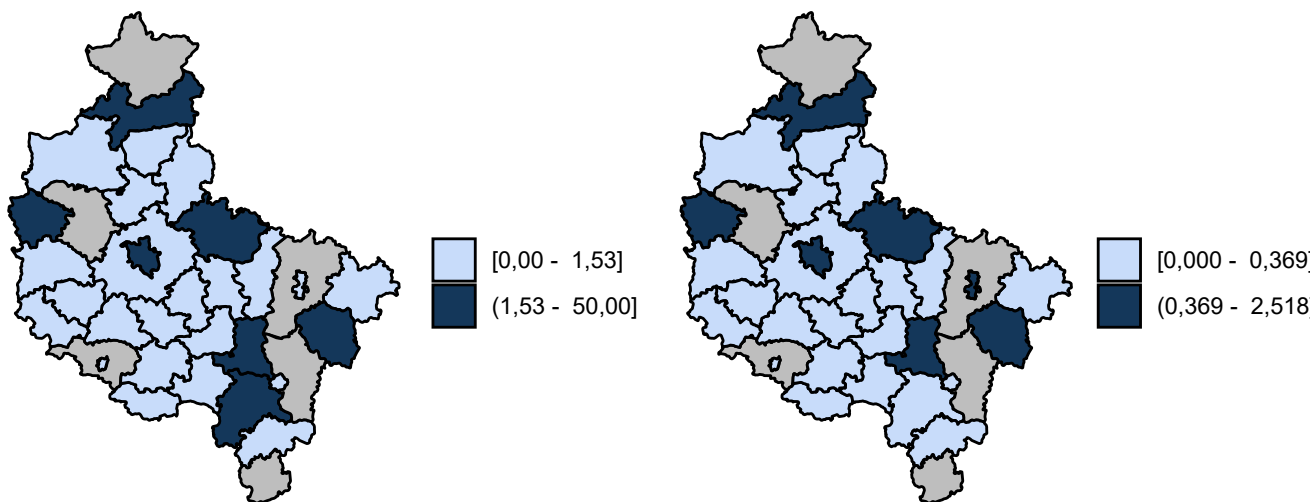 [0,00 - 1,53]
(1,53 - 50,00]
[0,000 - 0,369]
(0,369 - 2,518]